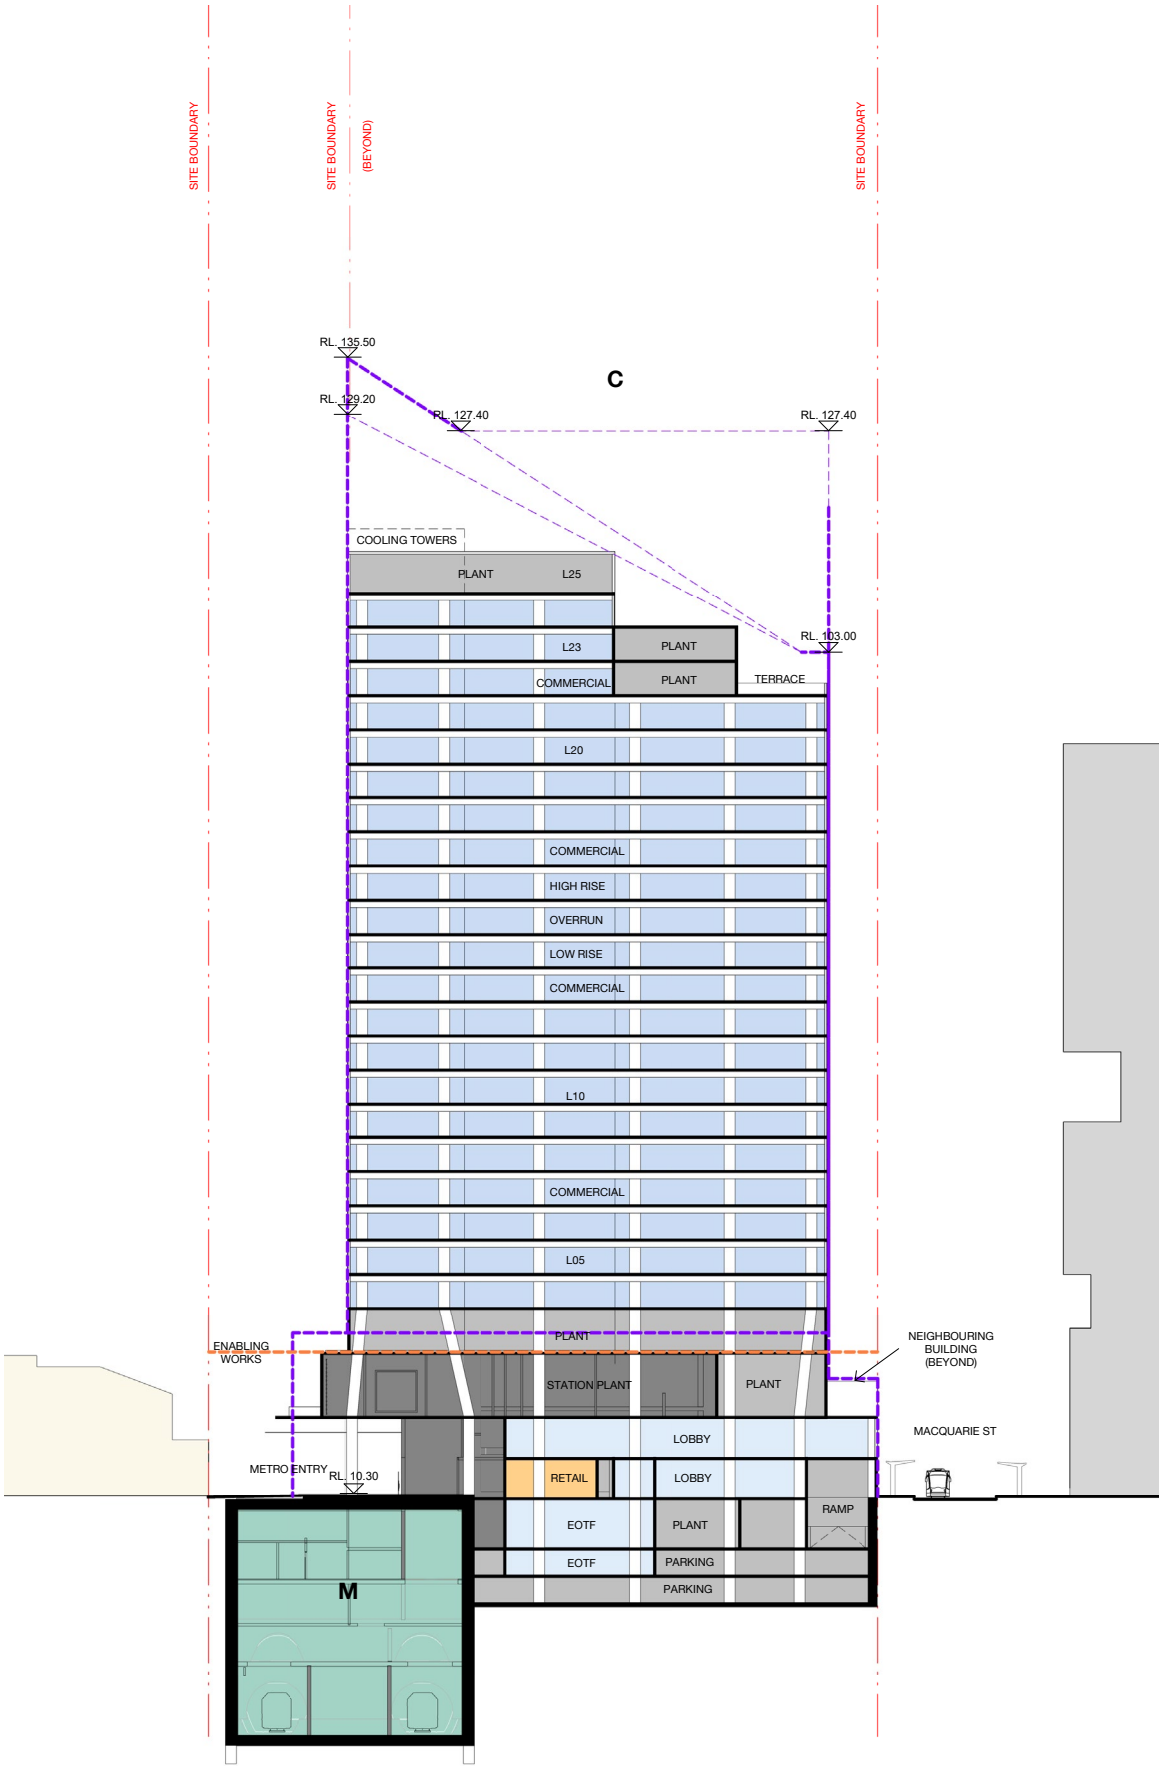 SITE BOUNDARY
SITE BOUNDARY
(BEYOND)
SITE BOUNDARY
RL. 135.50
C
RL. 129.20
RL. 127.40
RL. 127.40
COOLING TOWERS
PLANT
L25
RL. 103.00
L23
PLANT
COMMERCIAL
PLANT
TERRACE
L20
COMMERCIAL
HIGH RISE
OVERRUN
LOW RISE
COMMERCIAL
L10
COMMERCIAL
L05
PLANT
ENABLING
WORKS
NEIGHBOURING
BUILDING
(BEYOND)
STATION PLANT
PLANT
MACQUARIE ST
LOBBY
METRO ENTRY
RL. 10.30
RETAIL
LOBBY
RAMP
EOTF
PLANT
EOTF
PARKING
PARKING
M